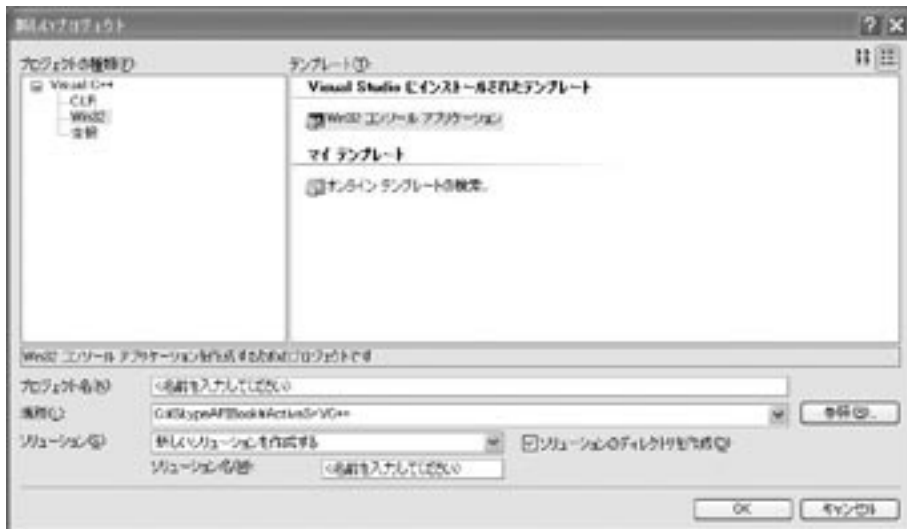 新しいプロジェクト
プロジェクトの種類(P):
テンプレート(T):
Visual C++
CLR
Win32
全般
Visual Studio にインストールされたテンプレート
Win32 コンソール アプリケーション
マイ テンプレート
オンライン テンプレートの検索...
Win32 コンソール アプリケーションを作成するためのプロジェクトです
プロジェクト名(N):
<名前を入力してください>
場所(L):
参照(B)...
ソリューション(S):
新しいソリューションを作成する
ソリューションのディレクトリを作成(D)
ソリューション名(M):
<名前を入力してください>
OK
キャンセル